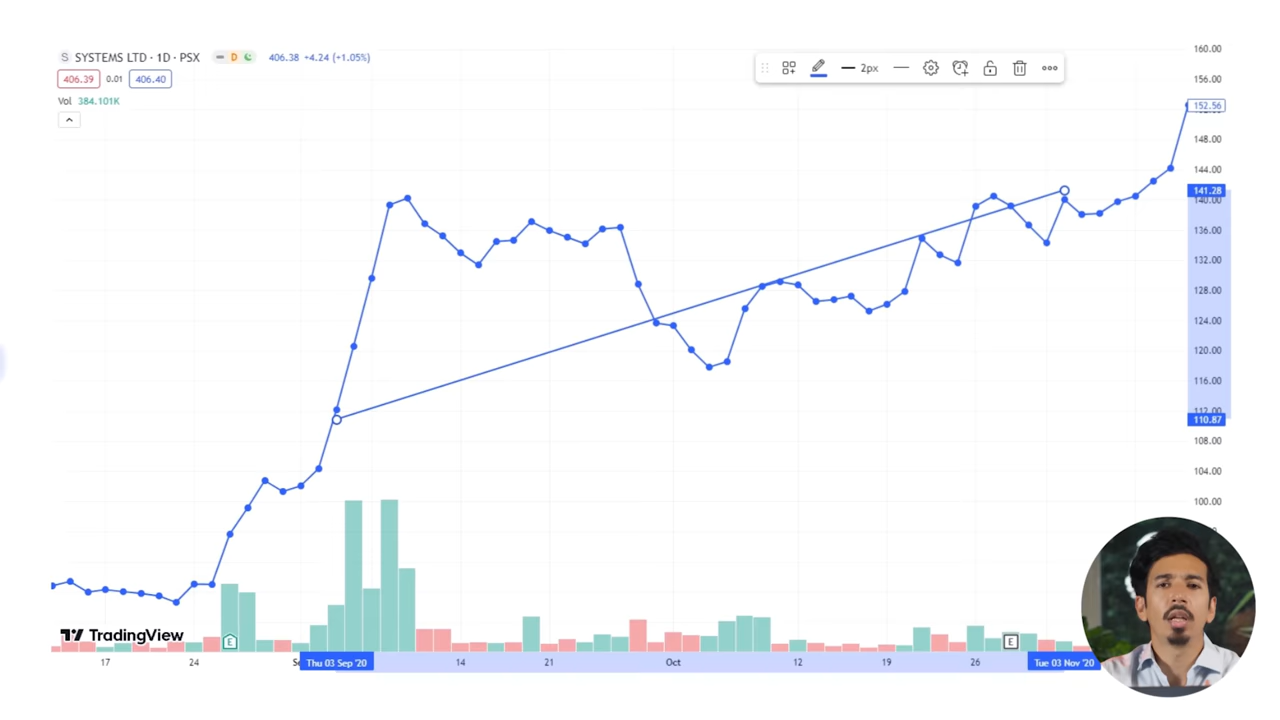 S SYSTEMS LTD · 1D · PSX D 406.38 +4.24 (+1.05%)
406.39 0.01 406.40
Vol 384.101K
2px
160.00
156.00
152.56
148.00
144.00
141.28
140.00
136.00
132.00
128.00
124.00
120.00
116.00
112.00
110.87
108.00
104.00
100.00
E
E
TradingView
17 24 Thu 03 Sep '20 14 21 Oct 12 19 26 Tue 03 Nov '20